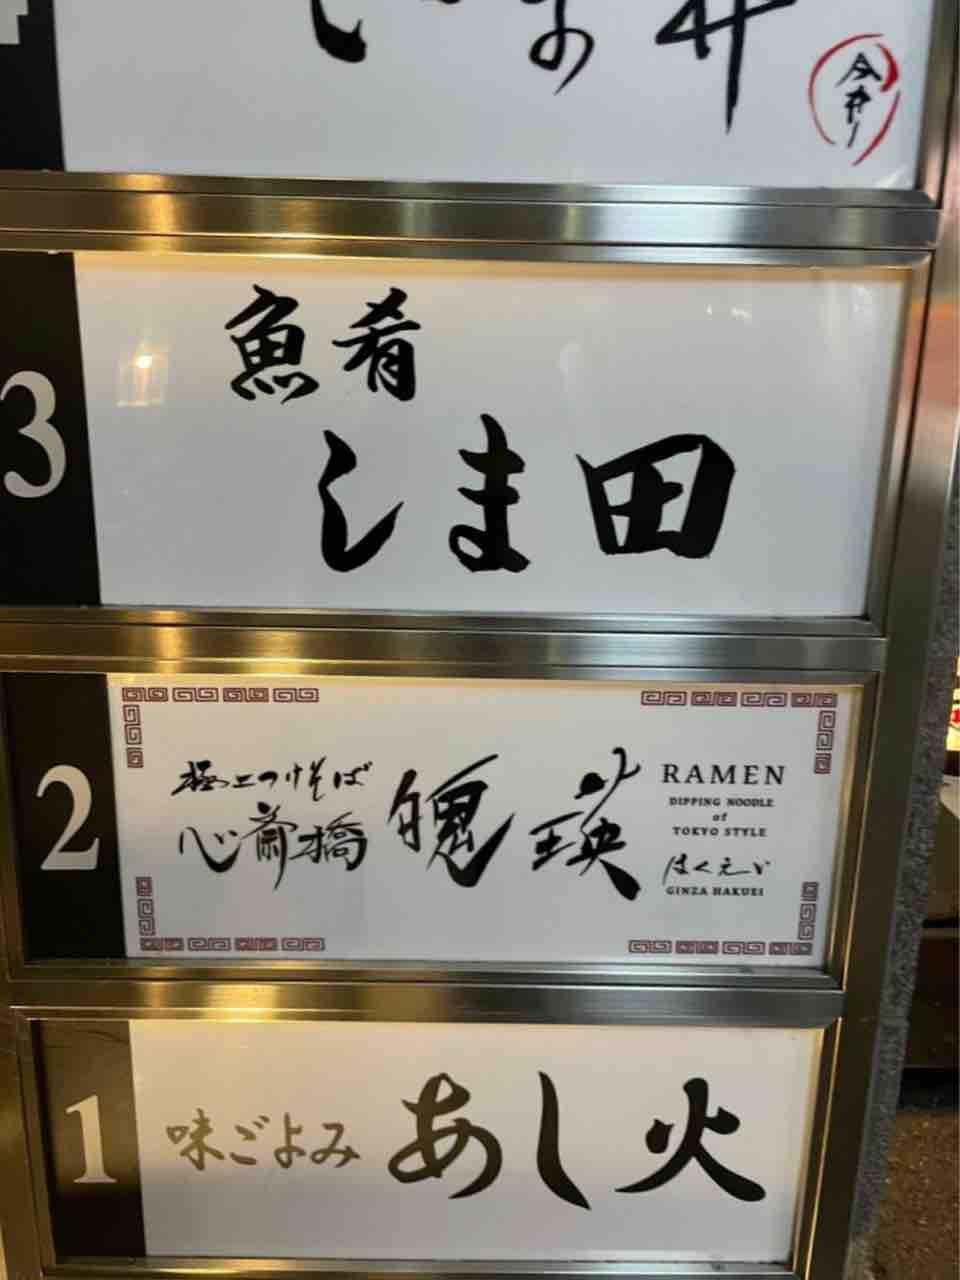 3
魚肴
しま田
2
極上つけそば
心斎橋
魄瑛
RAMEN
DIPPING NOODLE
of
TOKYO STYLE
はくえい
GINZA HAKUEI
1
味ごよみ あし火